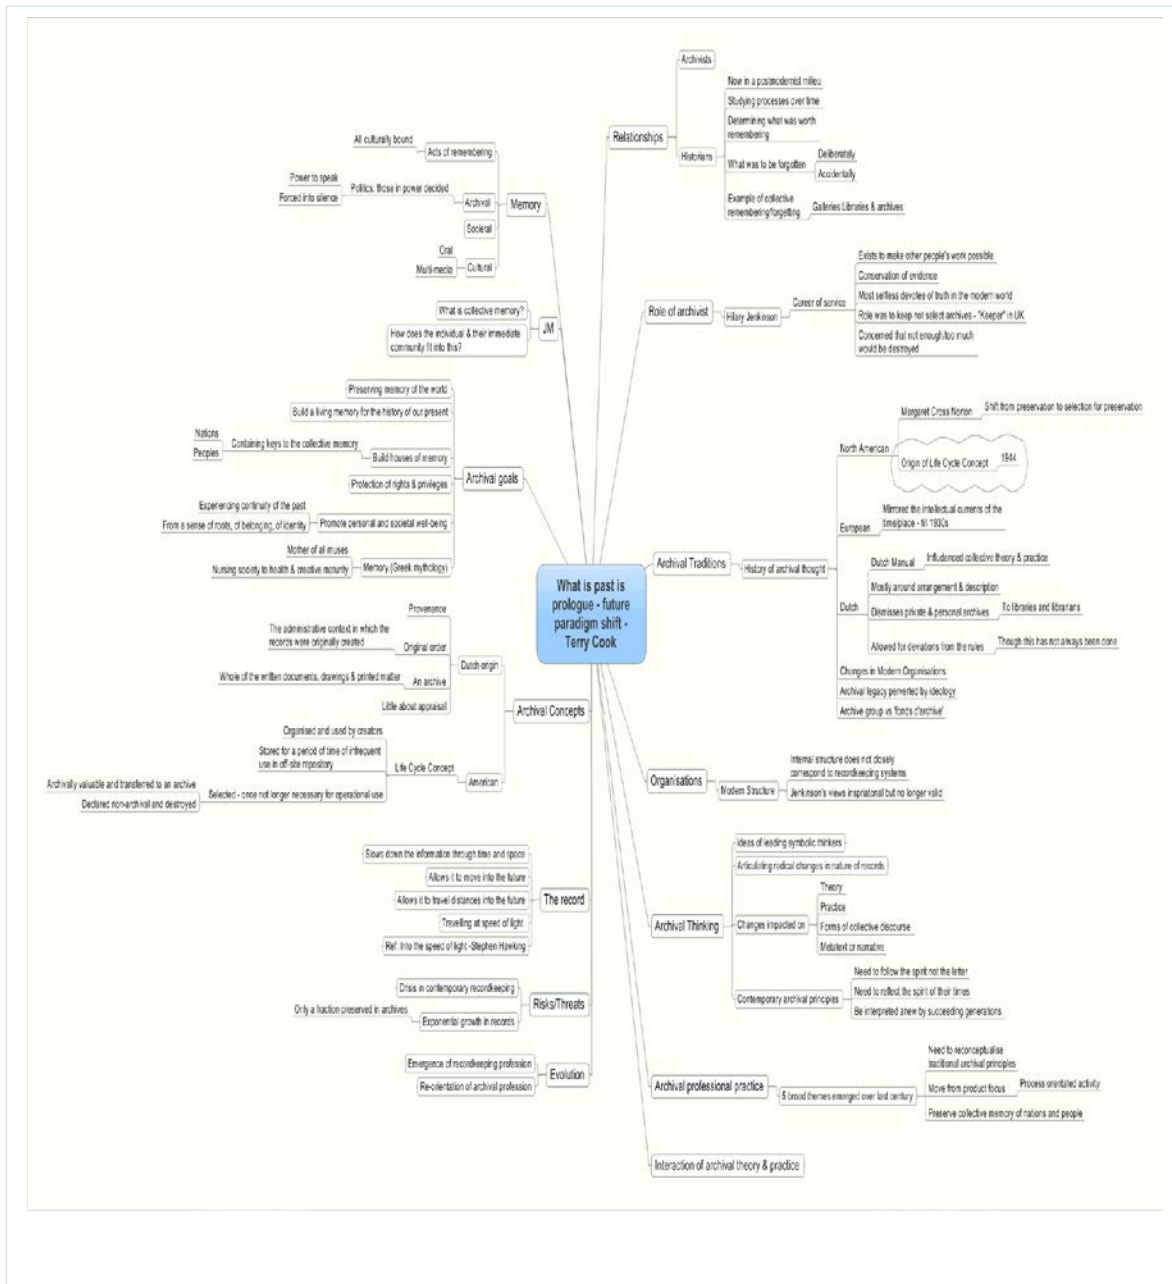 What is past is
prologue - future
paradigm shift -
Terry Cook
Relationships
Archivists
Historians
Now in a postmodernist milieu
Studying processes over time
Determining what was worth
remembering
What was to be forgotten
Deliberately
Accidentally
Example of collective
remembering/forgetting
Galleries Libraries & archives
Role of archivist
Hilary Jenkinson
Career of service
Exists to make other people's work possible
Conservation of evidence
Most selfless devotee of truth in the modern world
Role was to keep not select archives - "Keeper" in UK
Concerned that not enough/too much
would be destroyed
Archival Traditions
History of archival thought
North American
Margaret Cross Norton
Shift from preservation to selection for preservation
Origin of Life Cycle Concept
1944
European
Mirrored the intellectual currents of the
time/place - till 1930s
Dutch
Dutch Manual
Infludenced collective theory & practice
Mostly around arrangement & description
Dismisses private & personal archives
To libraries and librarians
Allowed for deviations from the rules
Though this has not always been done
Changes in Modern Organisations
Archival legacy perverted by ideology
Archive group vs 'fonds d'archive'
Organisations
Modern Structure
Internal structure does not closely
correspond to recordkeeping systems
Jenkinson's views inspriatonal but no longer valid
Archival Thinking
Ideas of leading symbolic thinkers
Articulating radical changes in nature of records
Changes impacted on
Theory
Practice
Forms of collective discourse
Metatext or narrative
Contemporary archival principles
Need to follow the spirit not the letter
Need to reflect the spirit of their times
Be interpreted anew by succeeding generations
Archival professional practice
5 broad themes emerged over last century
Need to reconceptualise
traditional archival principles
Move from product focus
Process orentated activity
Preserve collective memory of nations and people
Interaction of archival theory & practice
Memory
Acts of remembering
All culturally bound
Archival
Politics: those in power decided
Power to speak
Forced into silence
Societal
Cultural
Oral
Multi-media
JM
What is collective memory?
How does the individual & their immediate
community fit into this?
Archival goals
Preserving memory of the world
Build a living memory for the history of our present
Build houses of memory
Containing keys to the collective memory
Nations
Peoples
Protection of rights & privileges
Promote personal and societal well-being
Experiencing continuity of the past
From a sense of roots, of belonging, of identity
Memory (Greek mythology)
Mother of all muses
Nursing society to health & creative maturity
Archival Concepts
Dutch origin
Provenance
Original order
The administrative context in which the
records were originally created
An archive
Whole of the written documents, drawings & printed matter
Little about appraisal
American
Life Cycle Concept
Organised and used by creators
Stored for a period of time of infrequent
use in off-site repository
Selected - once not longer necessary for operational use
Archivally valuable and transferred to an archive
Declared non-archival and destroyed
The record
Slows down the information through time and space
Allows it to move into the future
Allows it to travel distances into the future
Travelling at speed of light
Ref: Into the speed of light -Stephen Hawking
Risks/Threats
Crisis in contemporary recordkeeping
Exponential growth in records
Only a fraction preserved in archives
Evolution
Emergence of recordkeeping profession
Re-orientation of archival profession